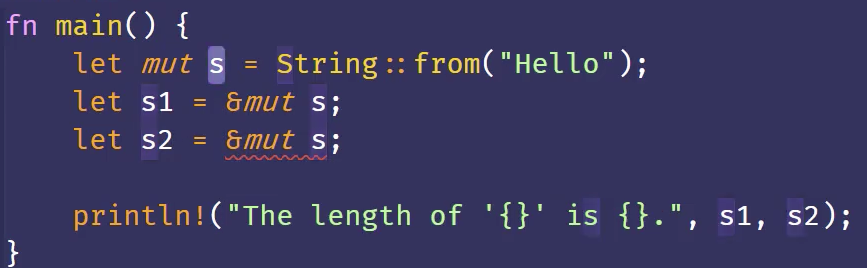 fn main() {
    let mut s = String::from("Hello");
    let s1 = &mut s;
    let s2 = &mut s;

    println!("The length of '{}' is {}.", s1, s2);
}